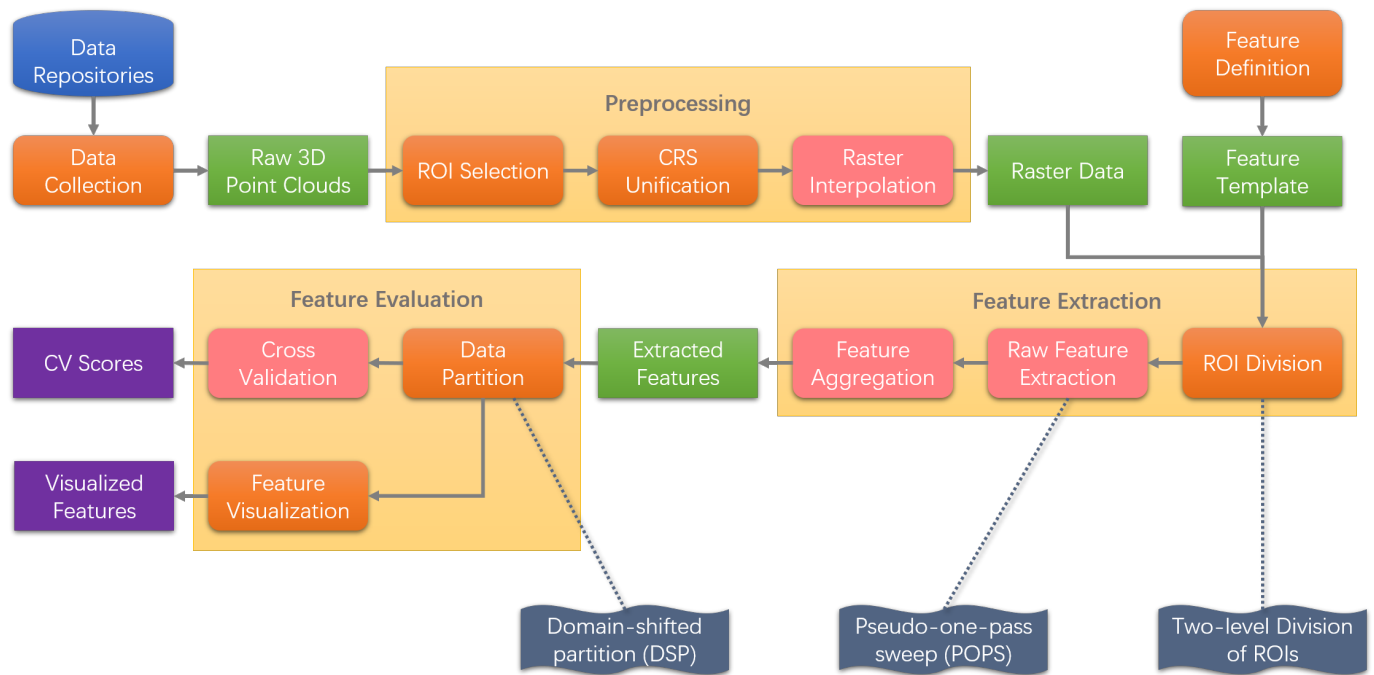 Data
Repositories
Feature
Definition
Preprocessing
Data
Collection
Raw 3D
Point Clouds
ROI Selection
CRS
Unification
Raster
Interpolation
Raster Data
Feature
Template
Feature Evaluation
Feature Extraction
CV Scores
Cross
Validation
Data
Partition
Extracted
Features
Feature
Aggregation
Raw Feature
Extraction
ROI Division
Visualized
Features
Feature
Visualization
Domain-shifted
partition (DSP)
Pseudo-one-pass
sweep (POPS)
Two-level Division
of ROIs